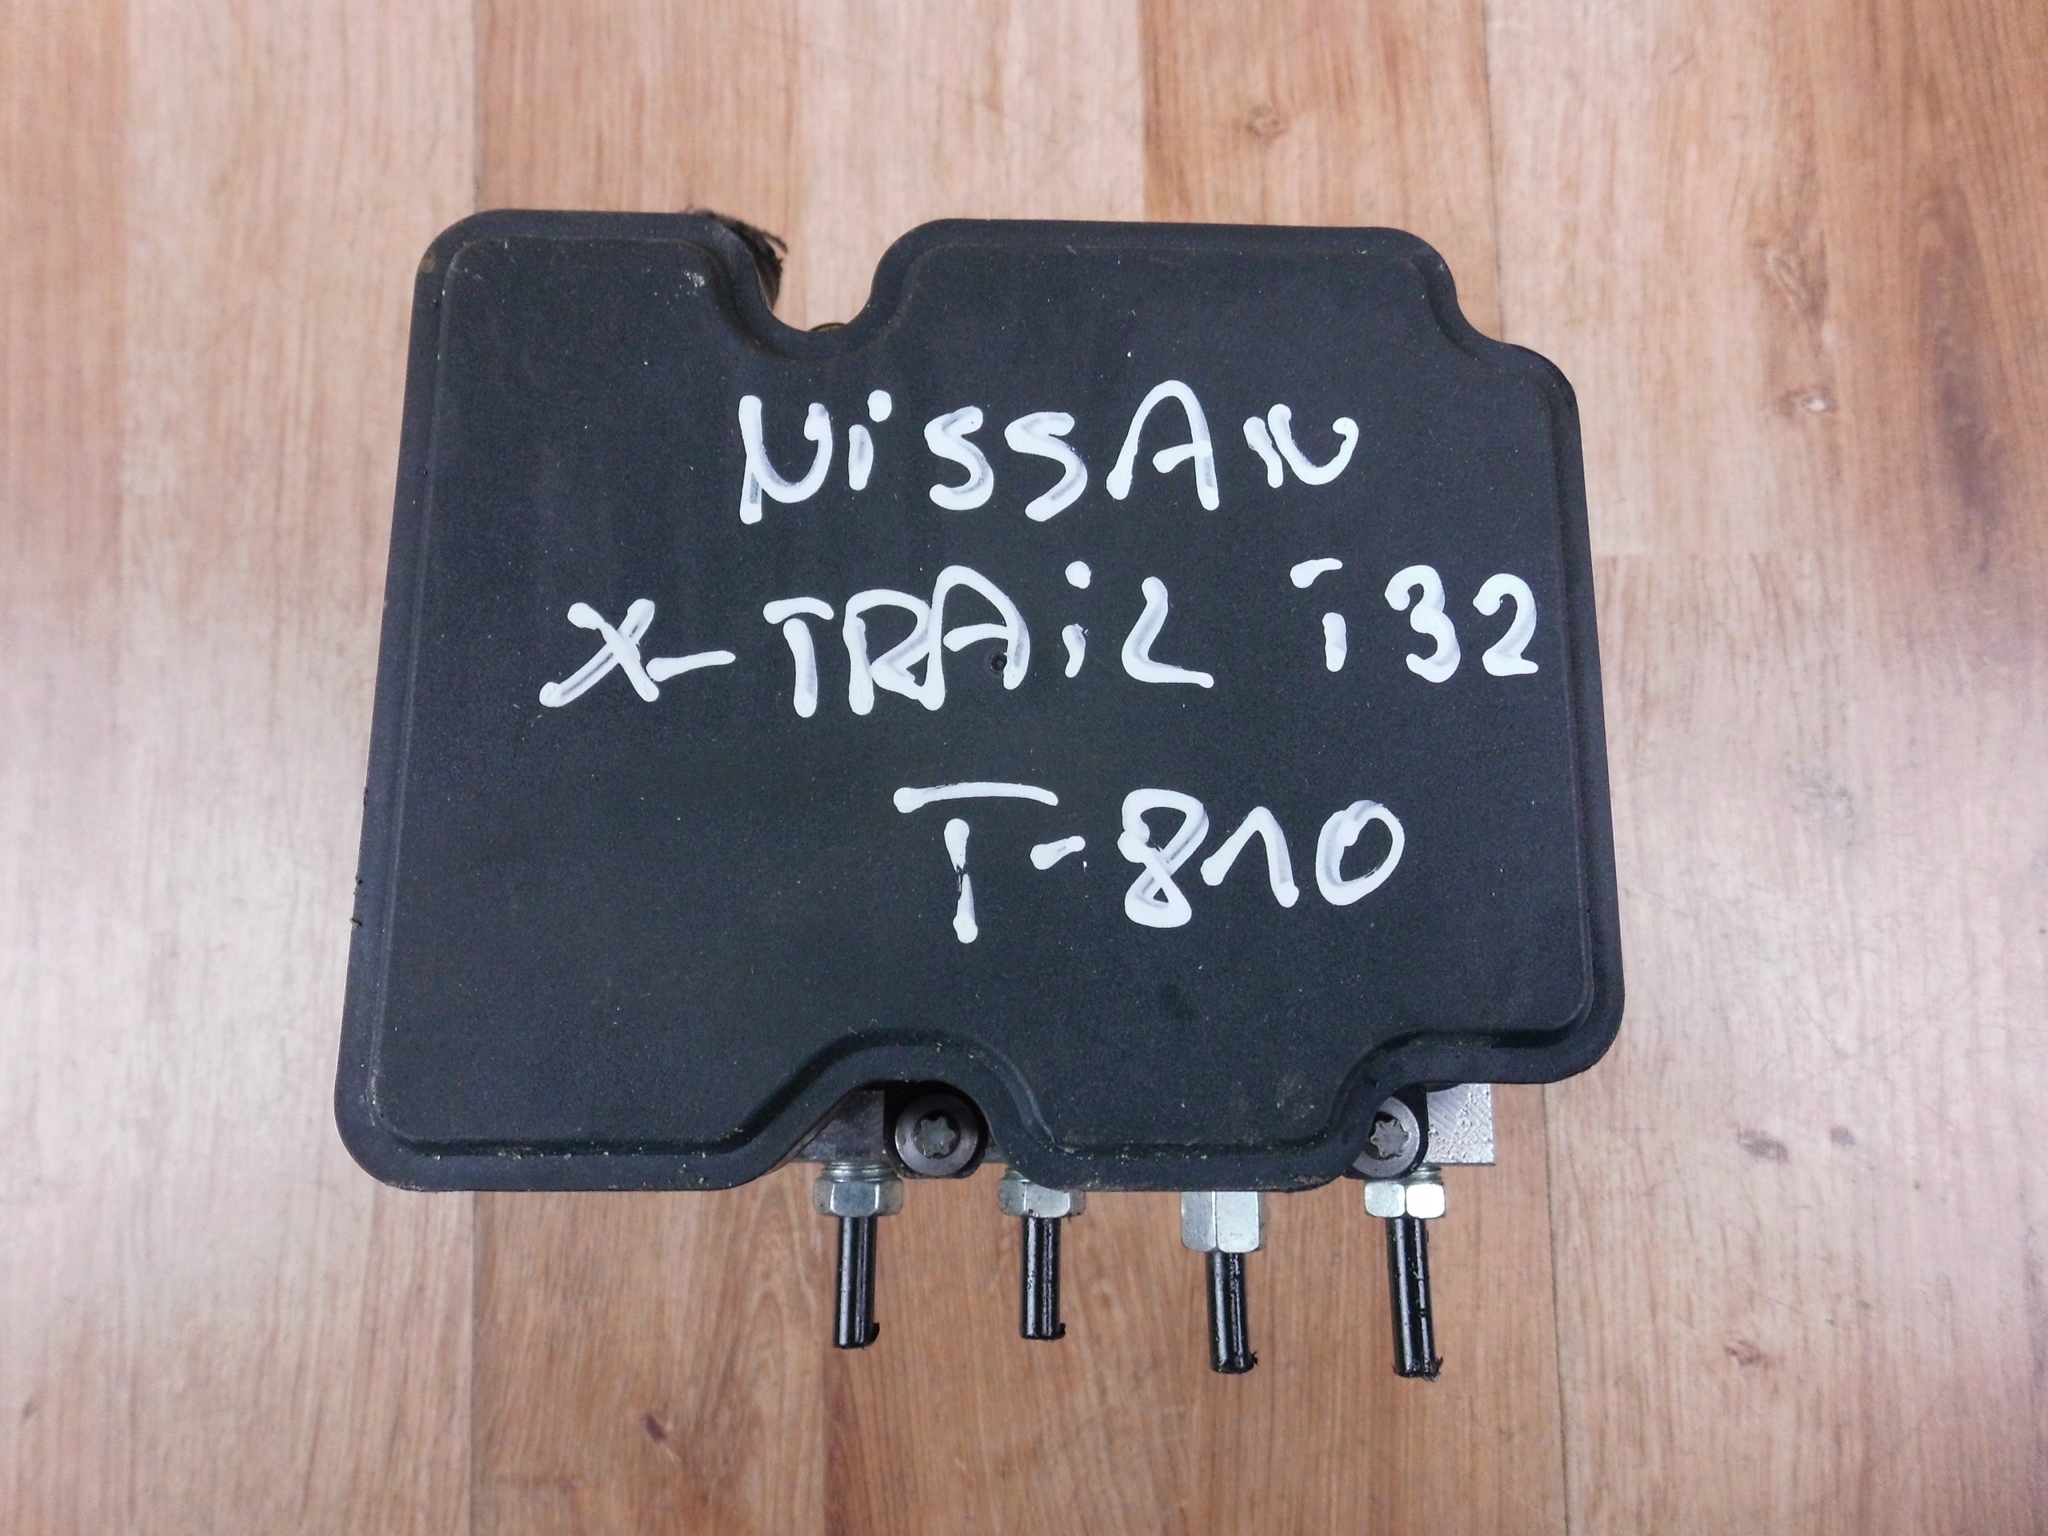 NiSSAN
X-TRAiL T32
T-810